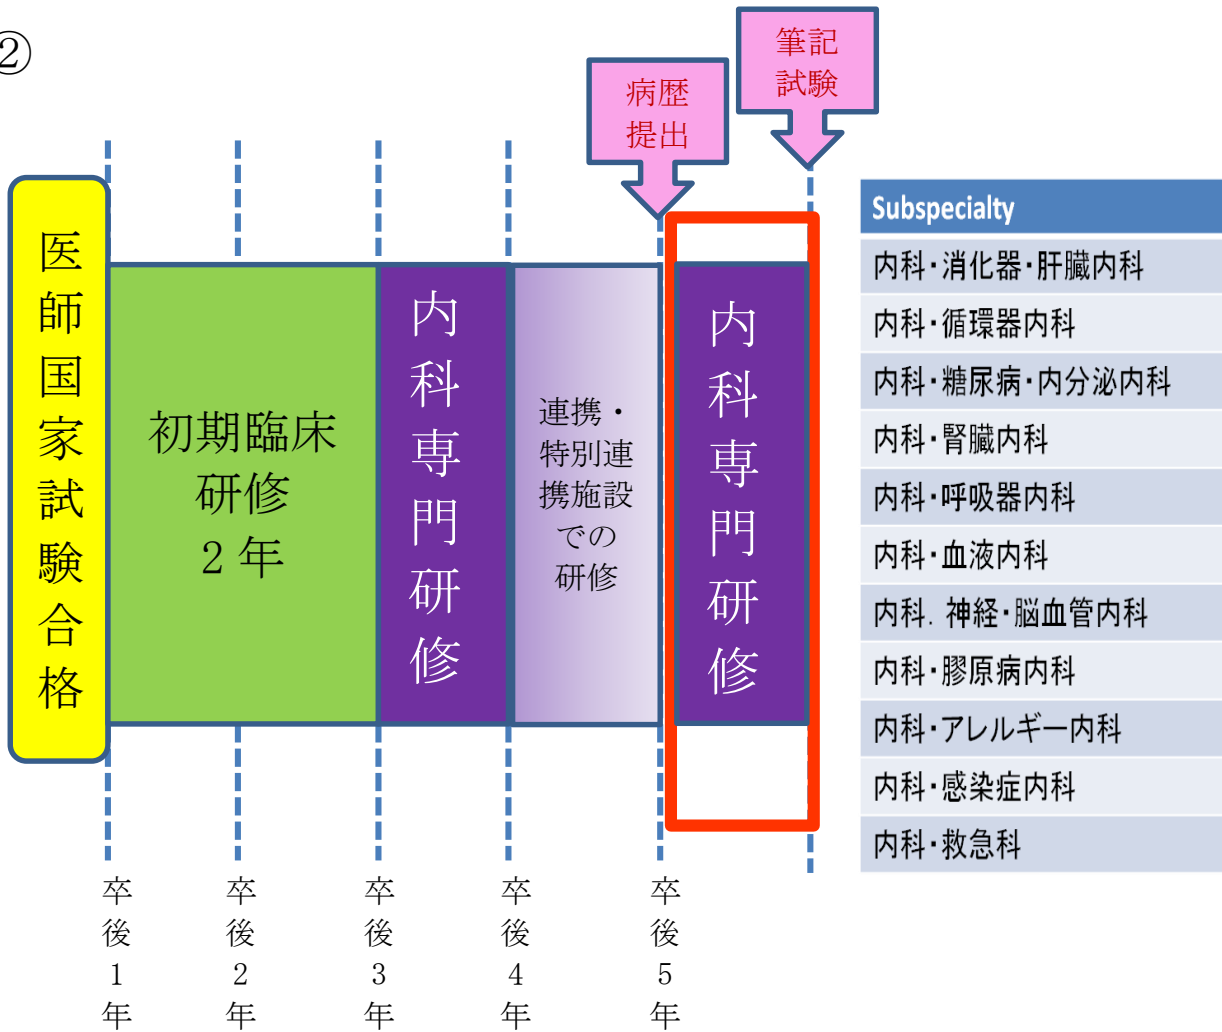 ②
病歴
提出
筆記
試験
医師国家試験合格
初期臨床
研修
2年
内科専門研修
連携・
特別連
携施設
での
研修
内科専門研修
卒後1年
卒後2年
卒後3年
卒後4年
卒後5年
Subspecialty
内科・消化器・肝臓内科
内科・循環器内科
内科・糖尿病・内分泌内科
内科・腎臓内科
内科・呼吸器内科
内科・血液内科
内科．神経・脳血管内科
内科・膠原病内科
内科・アレルギー内科
内科・感染症内科
内科・救急科